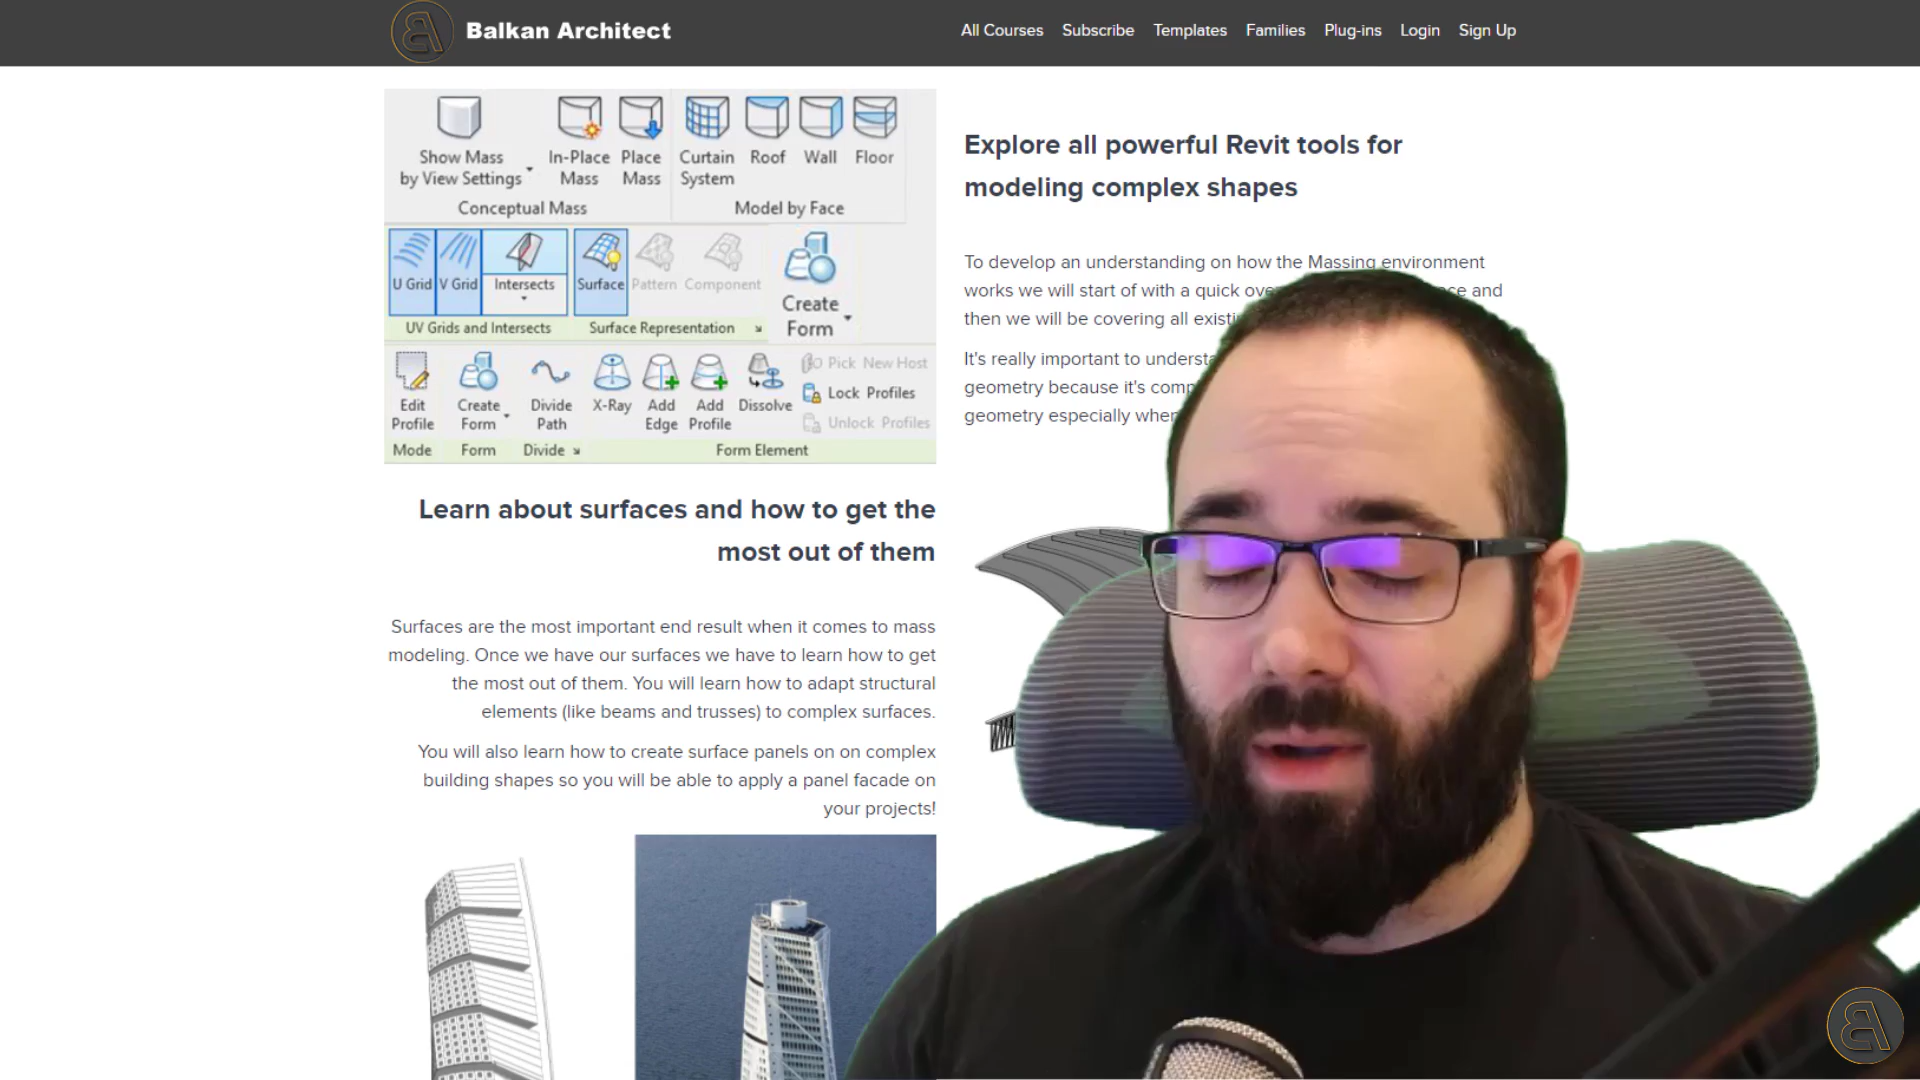 Balkan Architect
All Courses
Subscribe
Templates
Families
Plug-ins
Login
Sign Up
Show Mass
by View Settings
In-Place
Mass
Place
Mass
Curtain
System
Roof
Wall
Floor
Conceptual Mass
Model by Face
U Grid
V Grid
Intersects
Surface
Pattern
Component
Create
Form
UV Grids and Intersects
Surface Representation
Edit
Profile
Create
Form
Divide
Path
X-Ray
Add
Edge
Add
Profile
Dissolve
Pick New Host
Lock Profiles
Unlock Profiles
Mode
Form
Divide
Form Element
Explore all powerful Revit tools for
modeling complex shapes
To develop an understanding on how the Massing environment
works we will start of with a quick and
then we will be covering all
It's really important to
geometry because it's
geometry especially
Learn about surfaces and how to get the
most out of them
Surfaces are the most important end result when it comes to mass
modeling. Once we have our surfaces we have to learn how to get
the most out of them. You will learn how to adapt structural
elements (like beams and trusses) to complex surfaces.
You will also learn how to create surface panels on on complex
building shapes so you will be able to apply a panel facade on
your projects!